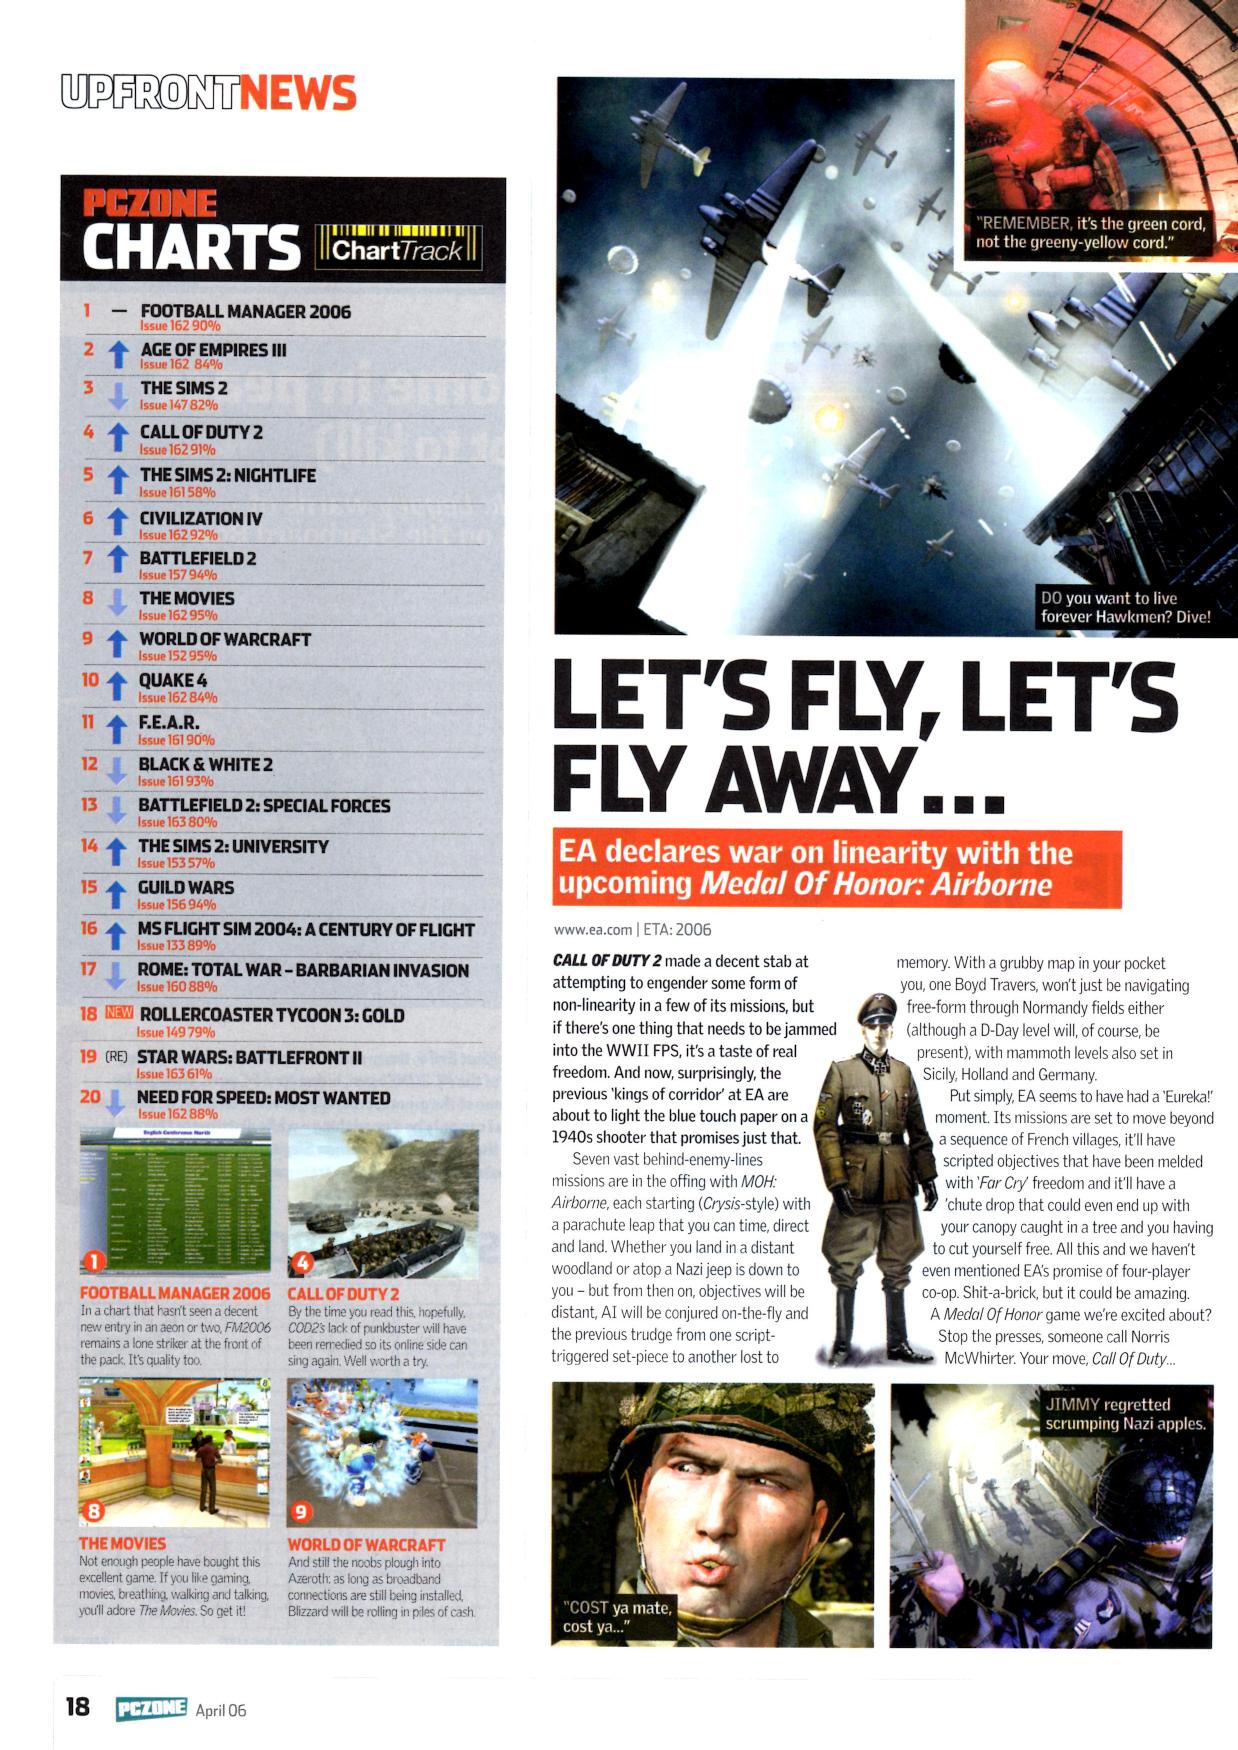 UPFRONTNEWS
PCZONE
CHARTS
ChartTrack
1 — FOOTBALL MANAGER 2006
Issue 162 90%
2 AGE OF EMPIRES III
Issue 162 84%
3 THE SIMS 2
Issue 147 82%
4 CALL OF DUTY 2
Issue 162 91%
5 THE SIMS 2: NIGHTLIFE
Issue 161 58%
6 CIVILIZATION IV
Issue 162 92%
7 BATTLEFIELD 2
Issue 157 94%
8 THE MOVIES
Issue 162 95%
9 WORLD OF WARCRAFT
Issue 152 95%
10 QUAKE 4
Issue 162 84%
11 F.E.A.R.
Issue 161 90%
12 BLACK & WHITE 2
Issue 161 93%
13 BATTLEFIELD 2: SPECIAL FORCES
Issue 163 80%
14 THE SIMS 2: UNIVERSITY
Issue 153 57%
15 GUILD WARS
Issue 156 94%
16 MS FLIGHT SIM 2004: A CENTURY OF FLIGHT
Issue 133 89%
17 ROME: TOTAL WAR – BARBARIAN INVASION
Issue 160 88%
18 NEW ROLLERCOASTER TYCOON 3: GOLD
Issue 149 79%
19 (RE) STAR WARS: BATTLEFRONT II
Issue 163 61%
20 NEED FOR SPEED: MOST WANTED
Issue 162 88%
English Conference North
1
FOOTBALL MANAGER 2006
In a chart that hasn't seen a decent
new entry in an aeon or two, FM2006
remains a lone striker at the front of
the pack. It's quality too.
4
CALL OF DUTY 2
By the time you read this, hopefully,
COD2's lack of punkbuster will have
been remedied so its online side can
sing again. Well worth a try.
8
THE MOVIES
Not enough people have bought this
excellent game. If you like gaming,
movies, breathing, walking and talking,
you'll adore The Movies. So get it!
9
WORLD OF WARCRAFT
And still the noobs plough into
Azeroth: as long as broadband
connections are still being installed,
Blizzard will be rolling in piles of cash.
"REMEMBER, it's the green cord,
not the greeny-yellow cord."
DO you want to live
forever Hawkmen? Dive!
LET'S FLY, LET'S
FLY AWAY...
EA declares war on linearity with the
upcoming Medal Of Honor: Airborne
www.ea.com | ETA: 2006
CALL OF DUTY 2 made a decent stab at
attempting to engender some form of
non-linearity in a few of its missions, but
if there's one thing that needs to be jammed
into the WWII FPS, it's a taste of real
freedom. And now, surprisingly, the
previous 'kings of corridor' at EA are
about to light the blue touch paper on a
1940s shooter that promises just that.
Seven vast behind-enemy-lines
missions are in the offing with MOH:
Airborne, each starting (Crysis-style) with
a parachute leap that you can time, direct
and land. Whether you land in a distant
woodland or atop a Nazi jeep is down to
you – but from then on, objectives will be
distant, AI will be conjured on-the-fly and
the previous trudge from one script-
triggered set-piece to another lost to
memory. With a grubby map in your pocket
you, one Boyd Travers, won't just be navigating
free-form through Normandy fields either
(although a D-Day level will, of course, be
present), with mammoth levels also set in
Sicily, Holland and Germany.
Put simply, EA seems to have had a 'Eureka!'
moment. Its missions are set to move beyond
a sequence of French villages, it'll have
scripted objectives that have been melded
with 'Far Cry' freedom and it'll have a
'chute drop that could even end up with
your canopy caught in a tree and you having
to cut yourself free. All this and we haven't
even mentioned EA's promise of four-player
co-op. Shit-a-brick, but it could be amazing.
A Medal Of Honor game we're excited about?
Stop the presses, someone call Norris
McWhirter. Your move, Call Of Duty...
"COST ya mate,
cost ya..."
JIMMY regretted
scrumping Nazi apples.
18 PCZONE April 06